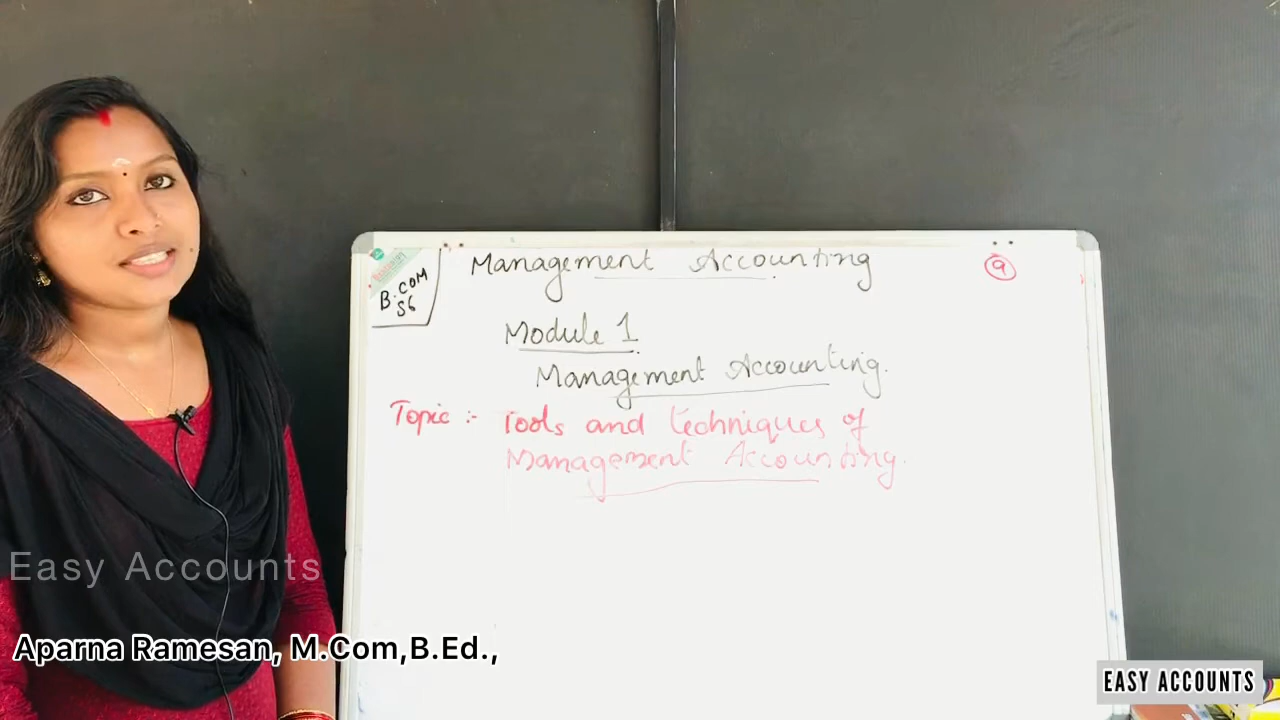 Management Accounting
9
B.COM
S6
Module 1
Management Accounting.
Topic :- Tools and techniques of
Management Accounting.
Easy Accounts
Aparna Ramesan, M.Com,B.Ed.,
EASY ACCOUNTS